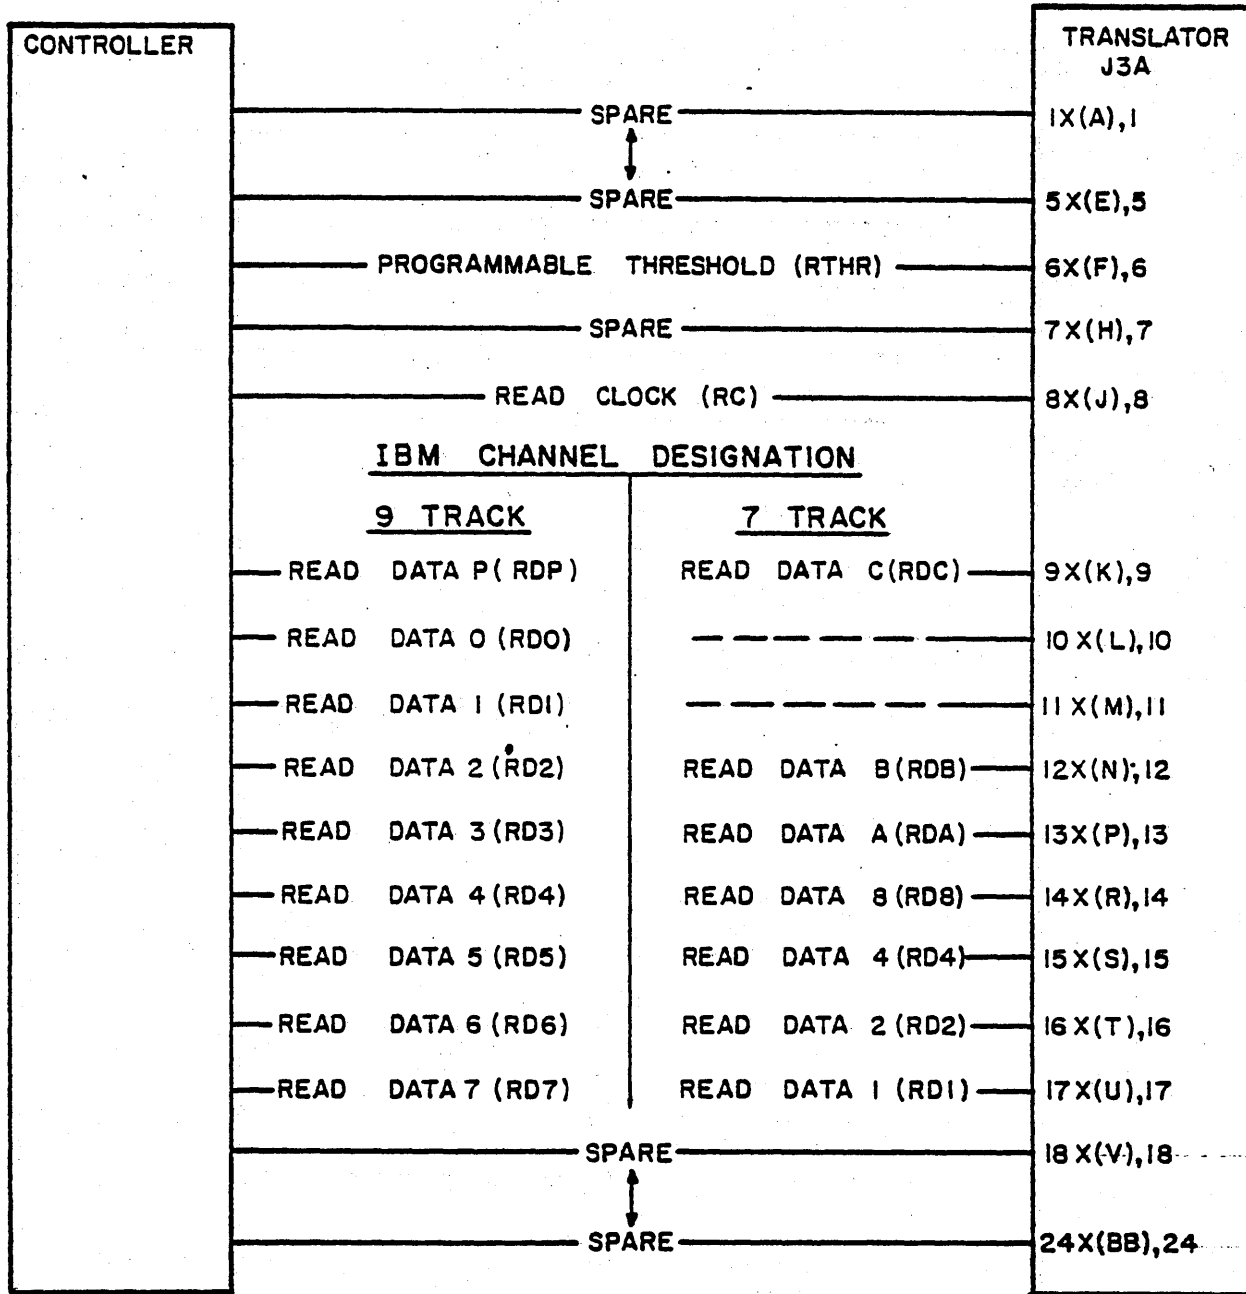 CONTROLLER
TRANSLATOR
J3A
SPARE 1X(A),1
SPARE 5X(E),5
PROGRAMMABLE THRESHOLD (RTHR) 6X(F),6
SPARE 7X(H),7
READ CLOCK (RC) 8X(J),8
IBM CHANNEL DESIGNATION
9 TRACK 7 TRACK
READ DATA P(RDP) READ DATA C(RDC) 9X(K),9
READ DATA 0 (RD0) 10X(L),10
READ DATA 1 (RD1) 11X(M),11
READ DATA 2 (RD2) READ DATA B(RDB) 12X(N),12
READ DATA 3 (RD3) READ DATA A(RDA) 13X(P),13
READ DATA 4 (RD4) READ DATA 8(RD8) 14X(R),14
READ DATA 5 (RD5) READ DATA 4(RD4) 15X(S),15
READ DATA 6 (RD6) READ DATA 2(RD2) 16X(T),16
READ DATA 7 (RD7) READ DATA 1 (RD1) 17X(U),17
SPARE 18X(V),18
SPARE 24X(BB),24